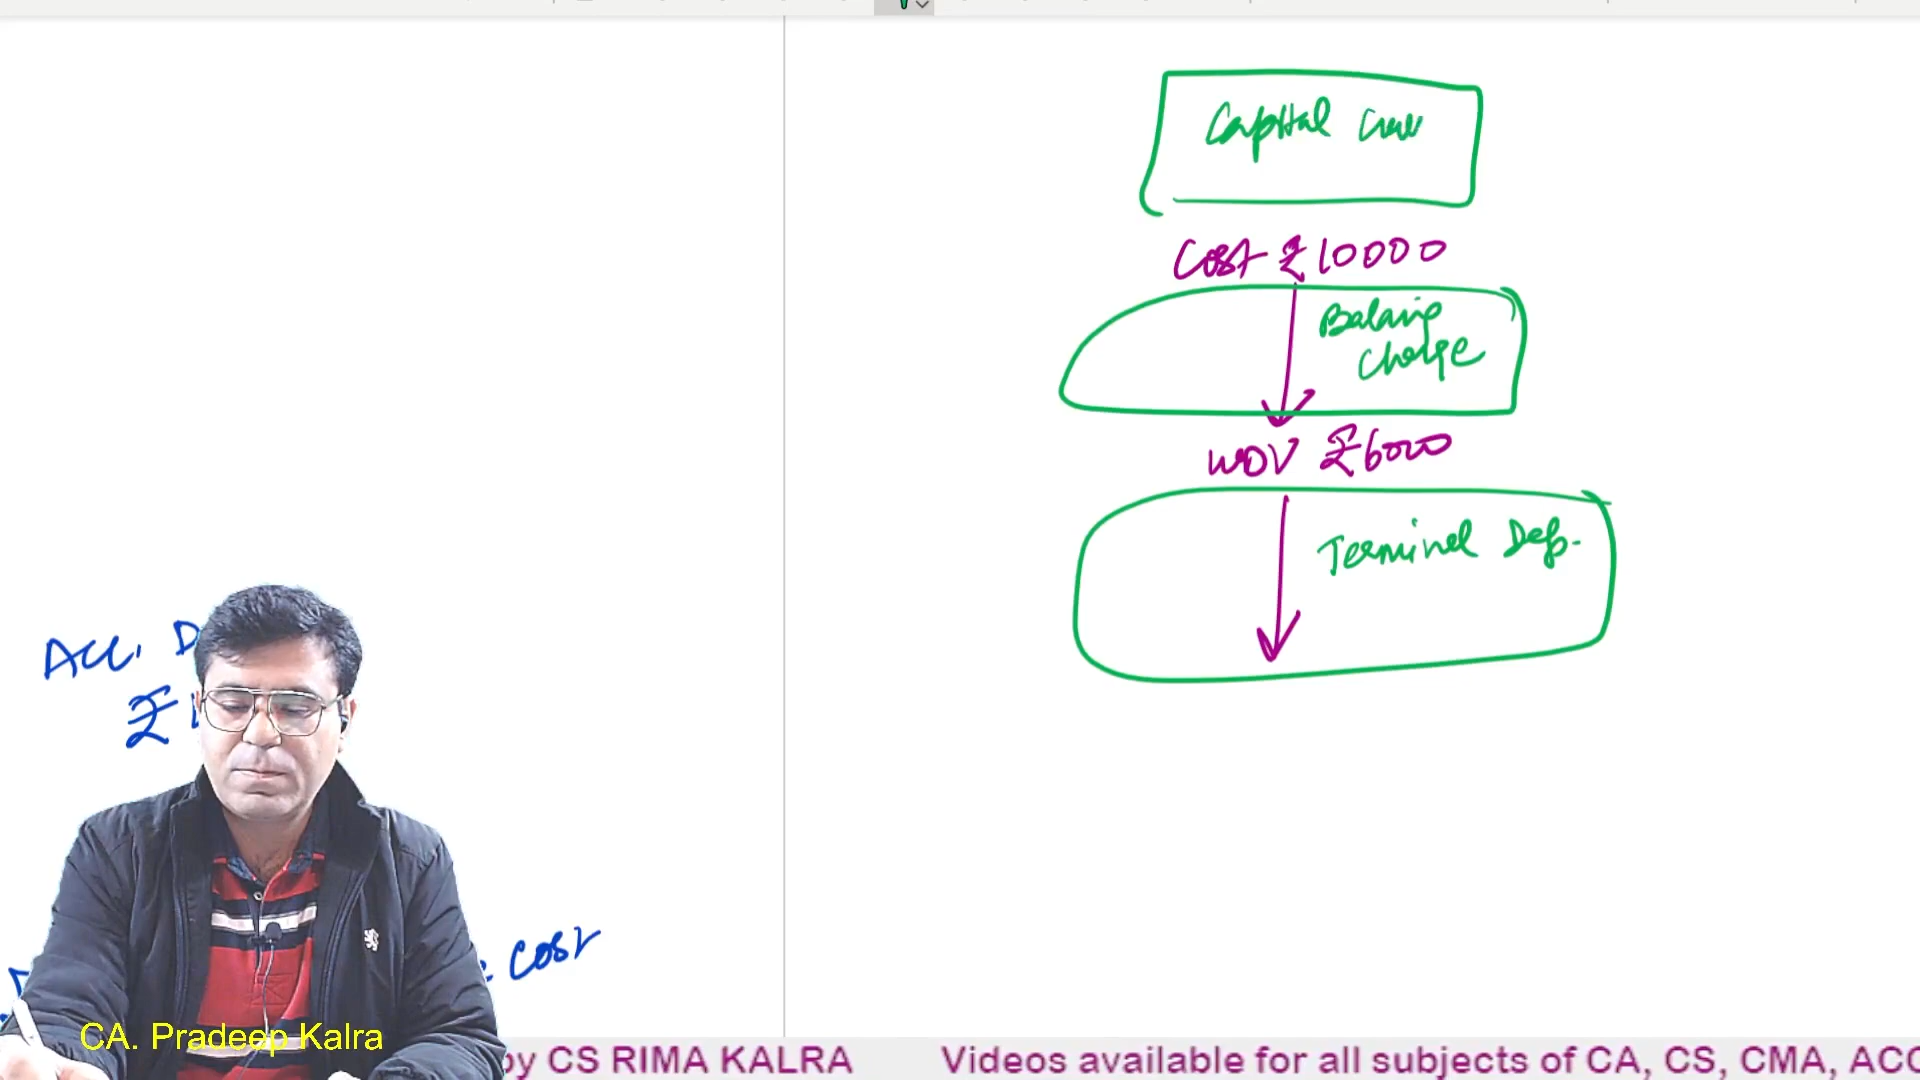 Capital Gain
Cost ₹10000
Balancing
Charge
WDV ₹6000
Terminal Dep.
Acc. D
₹
= Cost
CA. Pradeep Kalra
by CS RIMA KALRA Videos available for all subjects of CA, CS, CMA, ACC